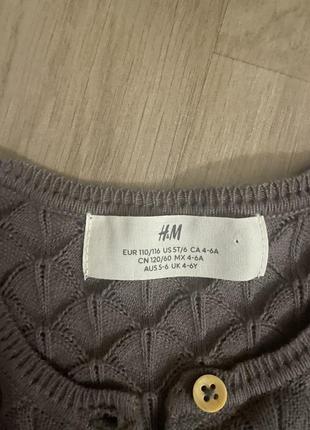 H&M
EUR 110/116 US 5T/6 CA 4-6A
CN 120/60 MX 4-6A
AUS 5-6 UK 4-6Y